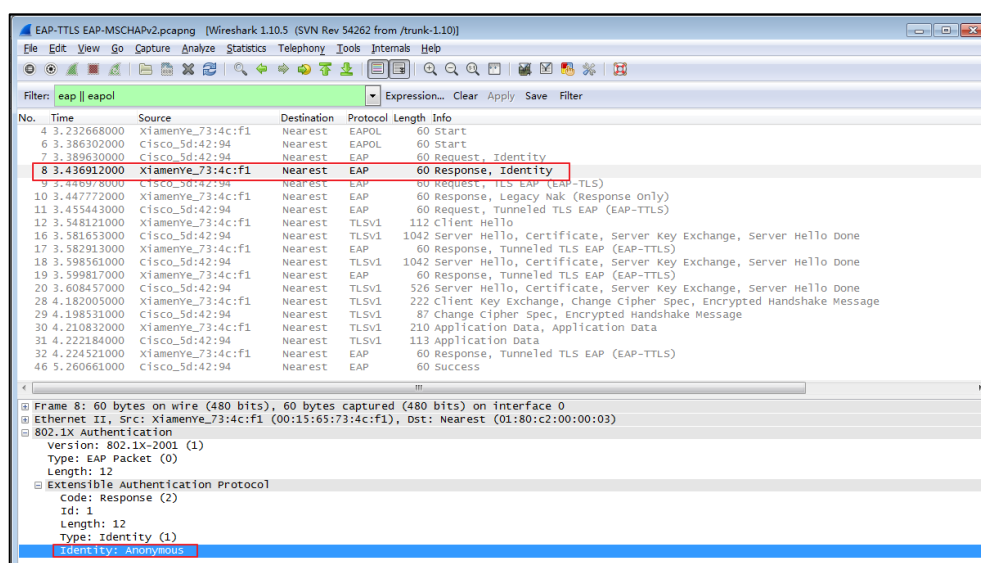 EAP-TTLS EAP-MSCHAPv2.pcapng [Wireshark 1.10.5 (SVN Rev 54262 from /trunk-1.10)]
File Edit View Go Capture Analyze Statistics Telephony Tools Internals Help
Filter: eap || eapol Expression... Clear Apply Save Filter
No. Time Source Destination Protocol Length Info
4 3.232668000 XiamenYe_73:4c:f1 Nearest EAPOL 60 Start
6 3.386302000 XiamenYe_73:4c:f1 Nearest EAPOL 60 Start
7 3.389630000 Cisco_5d:42:94 Nearest EAP 60 Request, Identity
8 3.436912000 XiamenYe_73:4c:f1 Nearest EAP 60 Response, Identity
9 3.446978000 Cisco_5d:42:94 Nearest EAP 60 Request, TLS EAP (EAP-TLS)
10 3.447772000 XiamenYe_73:4c:f1 Nearest EAP 60 Response, Legacy Nak (Response Only)
11 3.455443000 Cisco_5d:42:94 Nearest EAP 60 Request, Tunneled TLS EAP (EAP-TTLS)
12 3.548121000 XiamenYe_73:4c:f1 Nearest TLSv1 112 Client Hello
16 3.581653000 Cisco_5d:42:94 Nearest TLSv1 1042 Server Hello, Certificate, Server Key Exchange, Server Hello Done
17 3.582913000 XiamenYe_73:4c:f1 Nearest EAP 60 Response, Tunneled TLS EAP (EAP-TTLS)
18 3.598561000 Cisco_5d:42:94 Nearest TLSv1 1042 Server Hello, Certificate, Server Key Exchange, Server Hello Done
19 3.599817000 XiamenYe_73:4c:f1 Nearest EAP 60 Response, Tunneled TLS EAP (EAP-TTLS)
20 3.608457000 Cisco_5d:42:94 Nearest TLSv1 526 Server Hello, Certificate, Server Key Exchange, Server Hello Done
28 4.182005000 XiamenYe_73:4c:f1 Nearest TLSv1 222 Client Key Exchange, Change Cipher Spec, Encrypted Handshake Message
29 4.198531000 Cisco_5d:42:94 Nearest TLSv1 87 Change Cipher Spec, Encrypted Handshake Message
30 4.210832000 XiamenYe_73:4c:f1 Nearest TLSv1 210 Application Data, Application Data
31 4.222184000 Cisco_5d:42:94 Nearest TLSv1 113 Application Data
32 4.224521000 XiamenYe_73:4c:f1 Nearest EAP 60 Response, Tunneled TLS EAP (EAP-TTLS)
46 5.260661000 Cisco_5d:42:94 Nearest EAP 60 Success
Frame 8: 60 bytes on wire (480 bits), 60 bytes captured (480 bits) on interface 0
Ethernet II, Src: XiamenYe_73:4c:f1 (00:15:65:73:4c:f1), Dst: Nearest (01:80:c2:00:00:03)
802.1X Authentication
Version: 802.1X-2001 (1)
Type: EAP Packet (0)
Length: 12
Extensible Authentication Protocol
Code: Response (2)
Id: 1
Length: 12
Type: Identity (1)
Identity: Anonymous